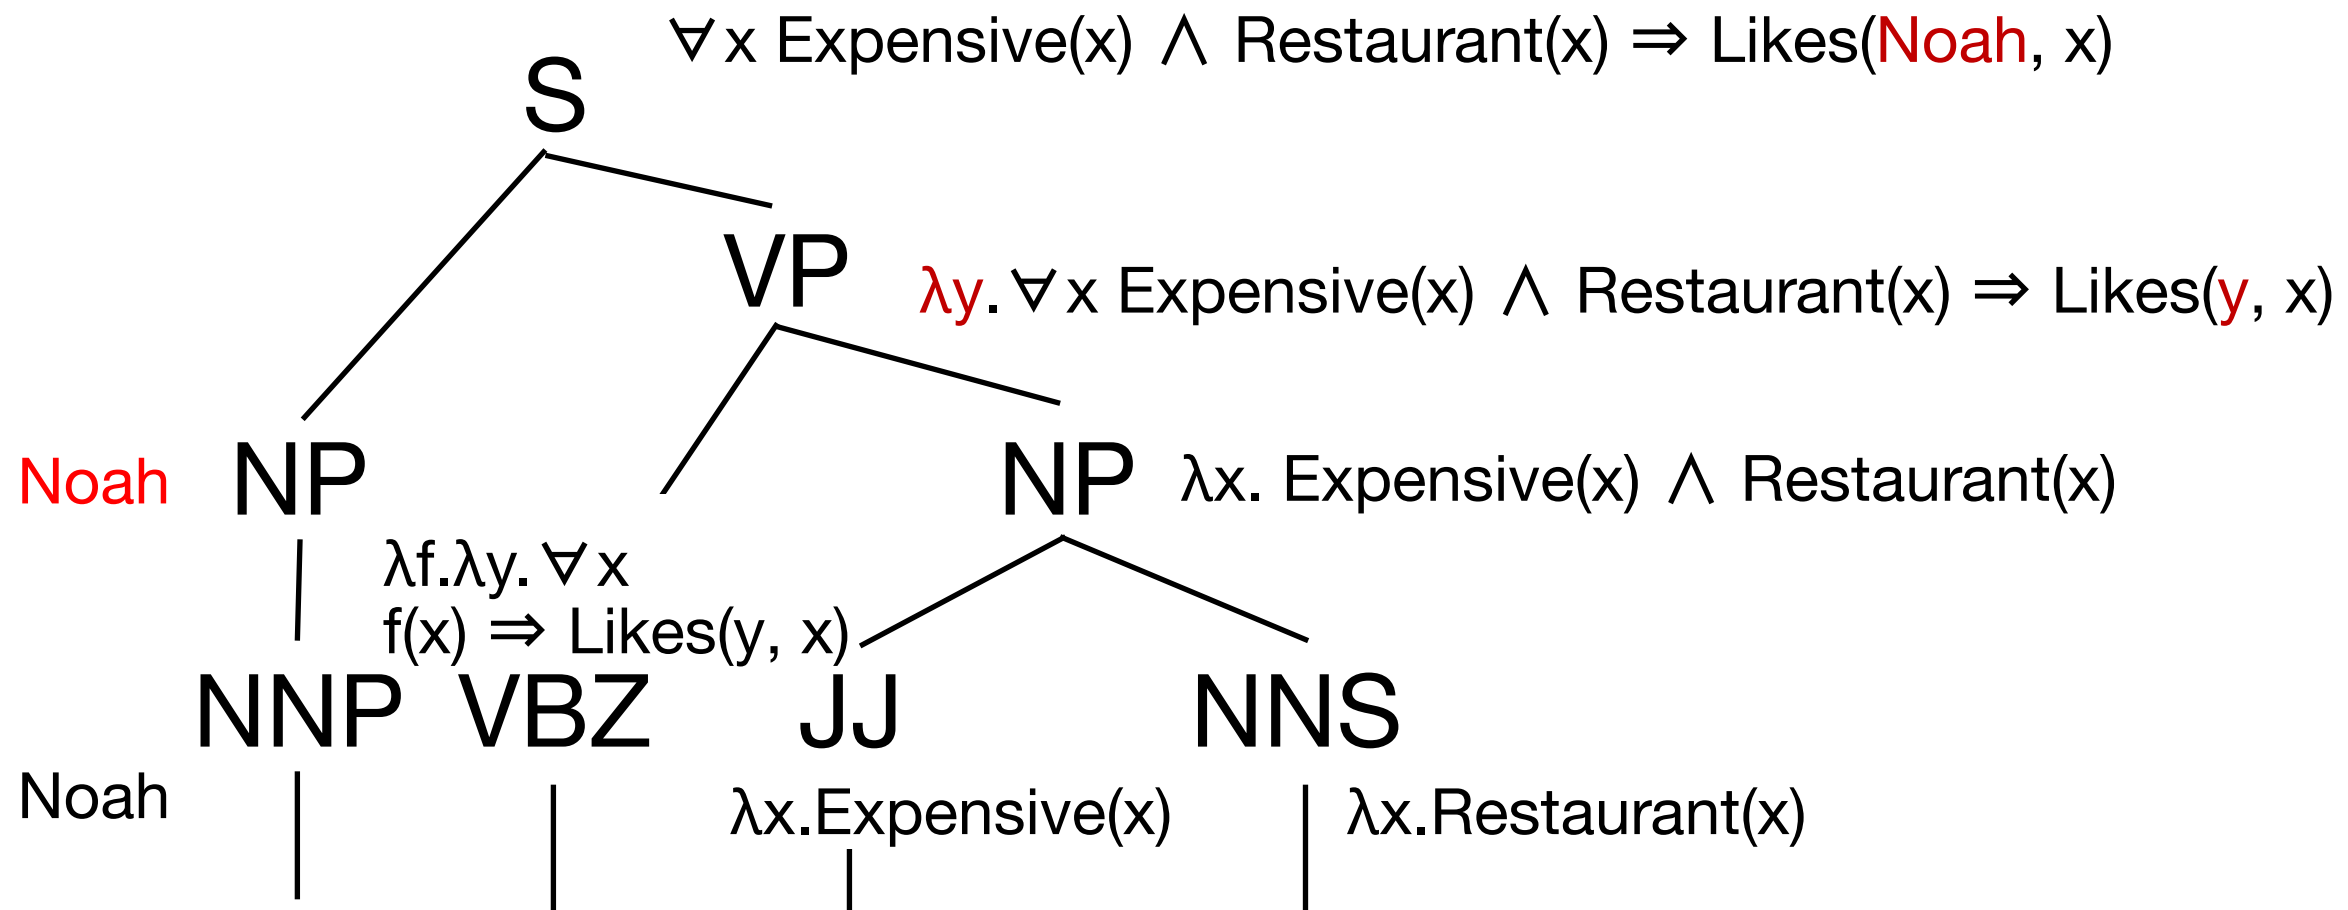 ∀x Expensive(x) ∧ Restaurant(x) ⇒ Likes(Noah, x)
S
VP
λy.∀x Expensive(x) ∧ Restaurant(x) ⇒ Likes(y, x)
Noah NP
NP λx. Expensive(x) ∧ Restaurant(x)
λf.λy.∀x
f(x) ⇒ Likes(y, x)
NNP VBZ JJ NNS
Noah
λx.Expensive(x)
λx.Restaurant(x)